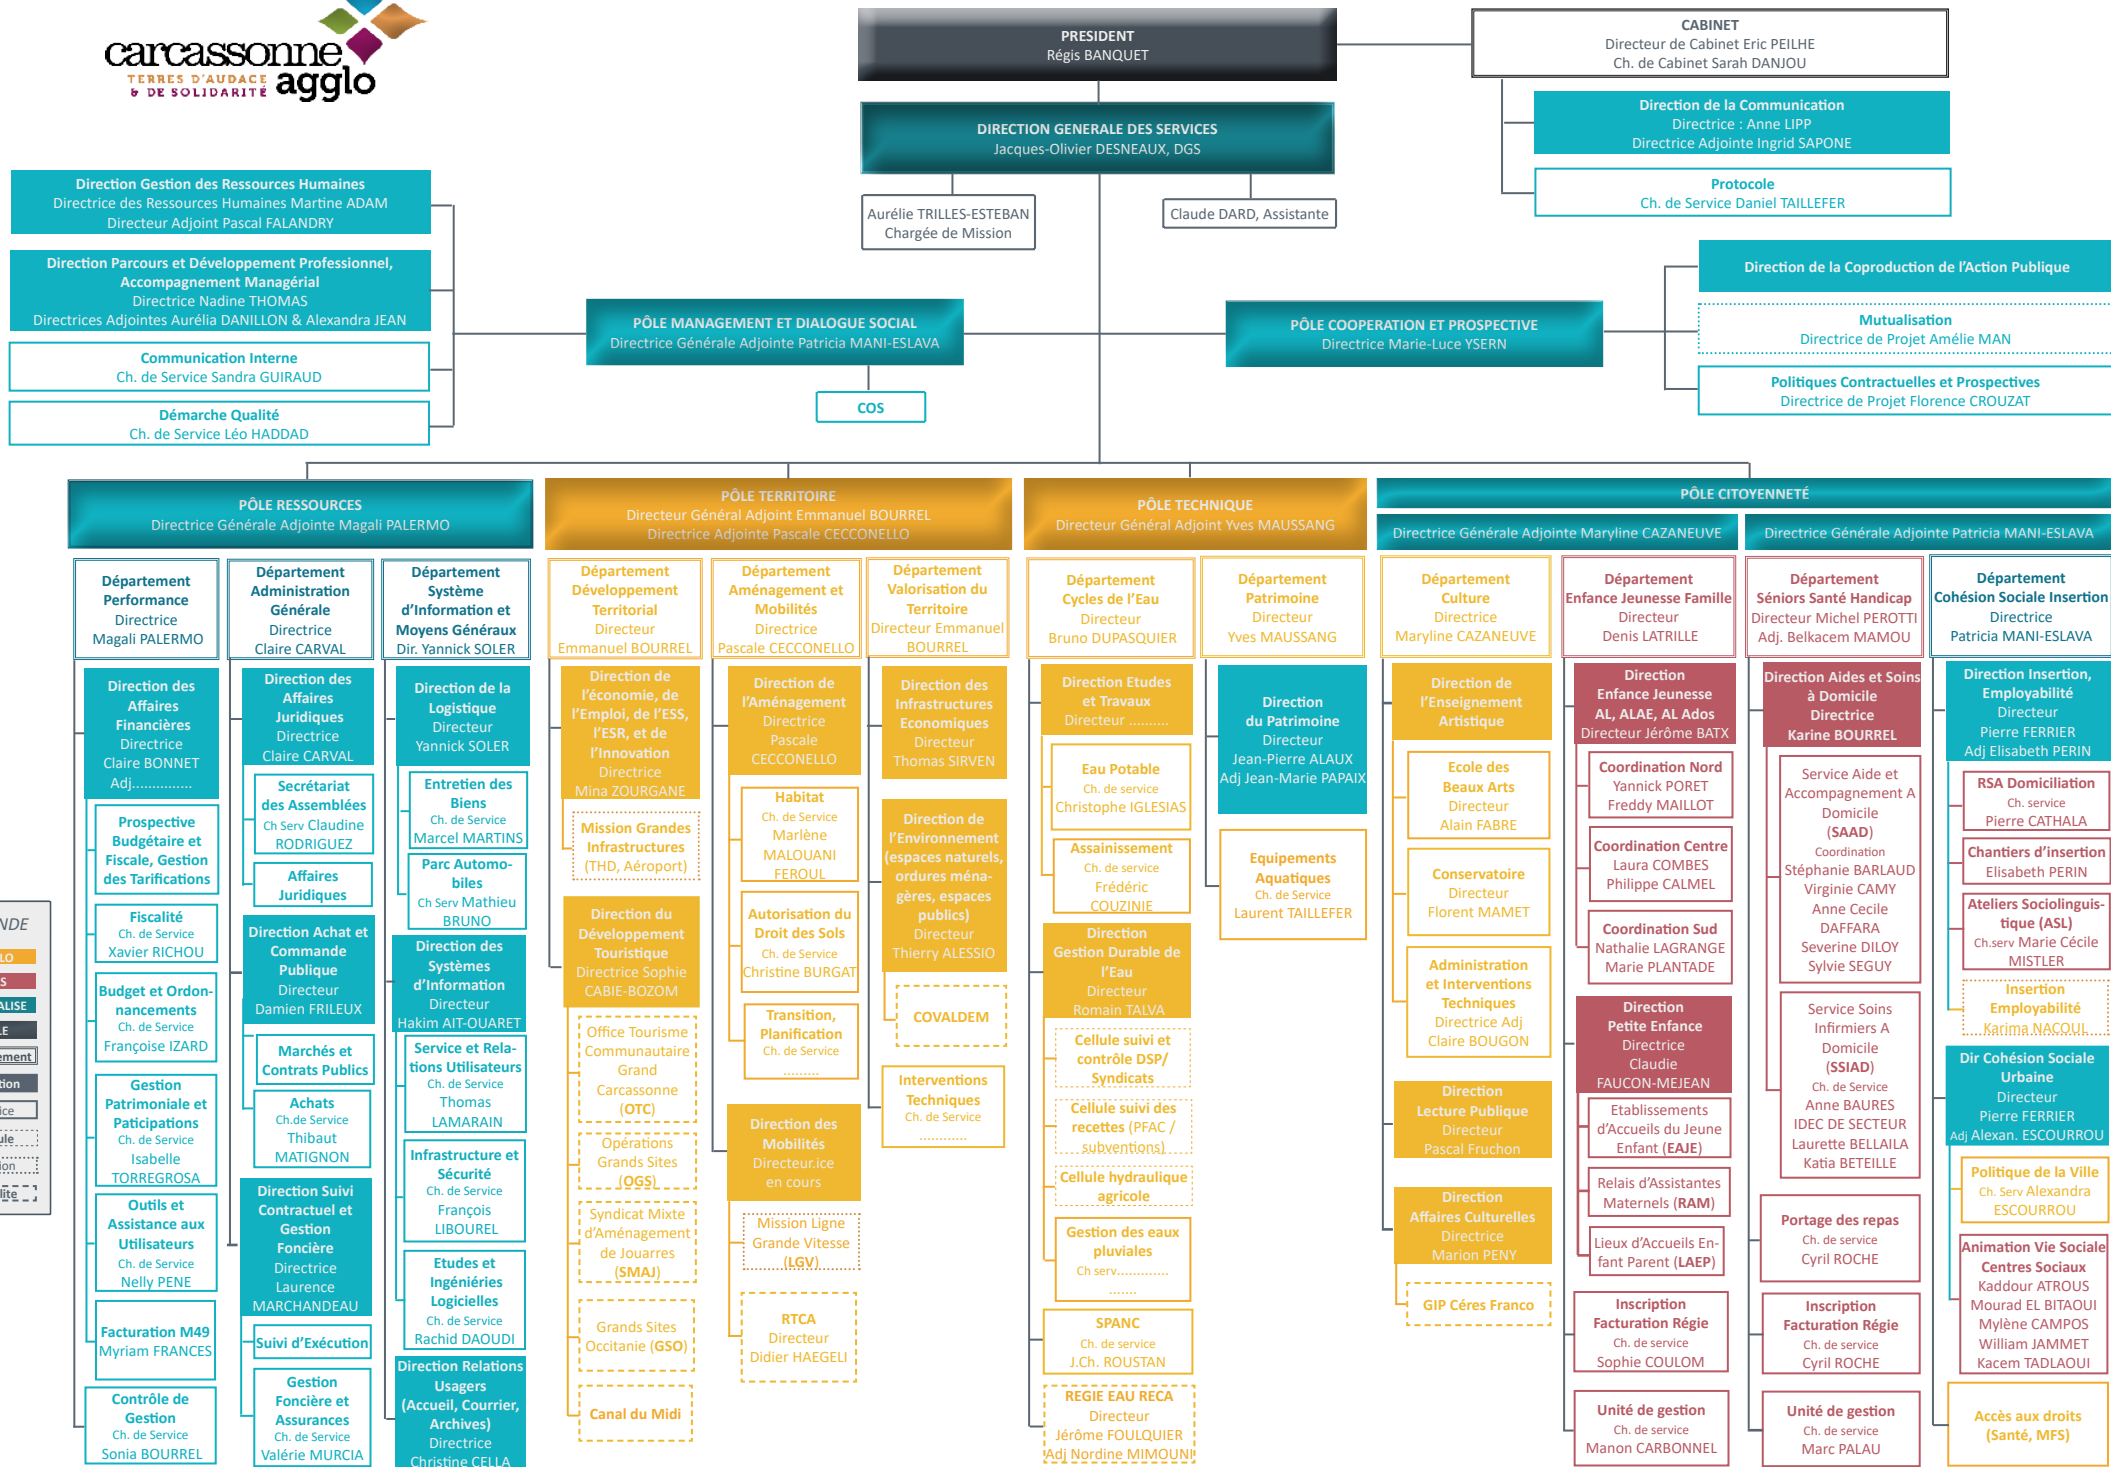 carcassonne
TERRES D'AUDACE
& DE SOLIDARITÉ
agglo
PRESIDENT
Régis BANQUET
CABINET
Directeur de Cabinet Eric PEILHE
Ch. de Cabinet Sarah DANJOU
DIRECTION GENERALE DES SERVICES
Jacques-Olivier DESNEAUX, DGS
Direction de la Communication
Directrice : Anne LIPP
Directrice Adjointe Ingrid SAPONE
Protocole
Ch. de Service Daniel TAILLEFER
Aurélie TRILLES-ESTEBAN
Chargée de Mission
Claude DARD, Assistante
Direction Gestion des Ressources Humaines
Directrice des Ressources Humaines Martine ADAM
Directeur Adjoint Pascal FALANDRY
Direction Parcours et Développement Professionnel,
Accompagnement Managérial
Directrice Nadine THOMAS
Directrices Adjointes Aurélia DANILLON & Alexandra JEAN
Communication Interne
Ch. de Service Sandra GUIRAUD
Démarche Qualité
Ch. de Service Léo HADDAD
PÔLE MANAGEMENT ET DIALOGUE SOCIAL
Directrice Générale Adjointe Patricia MANI-ESLAVA
COS
PÔLE COOPERATION ET PROSPECTIVE
Directrice Marie-Luce YSERN
Direction de la Coproduction de l'Action Publique
Mutualisation
Directrice de Projet Amélie MAN
Politiques Contractuelles et Prospectives
Directrice de Projet Florence CROUZAT
PÔLE RESSOURCES
Directrice Générale Adjointe Magali PALERMO
Département
Performance
Directrice
Magali PALERMO
Direction des
Affaires
Financières
Directrice
Claire BONNET
Adj...............
Prospective
Budgétaire et
Fiscale, Gestion
des Tarifications
Fiscalité
Ch. de Service
Xavier RICHOU
Budget et Ordon-
nancements
Ch. de Service
Françoise IZARD
Gestion
Patrimoniale et
Paticipations
Ch. de Service
Isabelle
TORREGROSA
Outils et
Assistance aux
Utilisateurs
Ch. de Service
Nelly PENE
Facturation M49
Myriam FRANCES
Contrôle de
Gestion
Ch. de Service
Sonia BOURREL
Département
Administration
Générale
Directrice
Claire CARVAL
Direction des
Affaires
Juridiques
Directrice
Claire CARVAL
Secrétariat
des Assemblées
Ch Serv Claudine
RODRIGUEZ
Affaires
Juridiques
Direction Achat et
Commande
Publique
Directeur
Damien FRILEUX
Marchés et
Contrats Publics
Achats
Ch.de Service
Thibaut
MATIGNON
Direction Suivi
Contractuel et
Gestion
Foncière
Directrice
Laurence
MARCHANDEAU
Suivi d'Exécution
Gestion
Foncière et
Assurances
Ch. de Service
Valérie MURCIA
Département
Système
d'Information et
Moyens Généraux
Dir. Yannick SOLER
Direction de la
Logistique
Directeur
Yannick SOLER
Entretien des
Biens
Ch. de Service
Marcel MARTINS
Parc Automo-
biles
Ch Serv Mathieu
BRUNO
Direction des
Systèmes
d'Information
Directeur
Hakim AIT-OUARET
Service et Rela-
tions Utilisateurs
Ch. de Service
Thomas
LAMARAIN
Infrastructure et
Sécurité
Ch. de Service
François
LIBOUREL
Etudes et
Ingéniéries
Logicielles
Ch. de Service
Rachid DAOUDI
Direction Relations
Usagers
(Accueil, Courrier,
Archives)
Directrice
Christine CELLA
PÔLE TERRITOIRE
Directeur Général Adjoint Emmanuel BOURREL
Directrice Adjointe Pascale CECCONELLO
Département
Développement
Territorial
Directeur
Emmanuel BOURREL
Direction de
l'économie, de
l'Emploi, de l'ESS,
l'ESR, et de
l'Innovation
Directrice
Mina ZOURGANE
Mission Grandes
Infrastructures
(THD, Aéroport)
Direction du
Développement
Touristique
Directrice Sophie
CABIE-BOZOM
Office Tourisme
Communautaire
Grand
Carcassonne
(OTC)
Opérations
Grands Sites
(OGS)
Syndicat Mixte
d'Aménagement
de Jouarres
(SMAJ)
Grands Sites
Occitanie (GSO)
Canal du Midi
Département
Aménagement et
Mobilités
Directrice
Pascale CECCONELLO
Direction de
l'Aménagement
Directrice
Pascale
CECCONELLO
Habitat
Ch. de Service
Marlène
MALOUANI
FEROUL
Autorisation du
Droit des Sols
Ch. de Service
Christine BURGAT
Transition,
Planification
Ch. de Service
.........
Direction des
Mobilités
Directeur.ice
en cours
Mission Ligne
Grande Vitesse
(LGV)
RTCA
Directeur
Didier HAEGELI
Département
Valorisation du
Territoire
Directeur Emmanuel
BOURREL
Direction des
Infrastructures
Economiques
Directeur
Thomas SIRVEN
Direction de
l'Environnement
(espaces naturels,
ordures ména-
gères, espaces
publics)
Directeur
Thierry ALESSIO
COVALDEM
Interventions
Techniques
Ch. de Service
............
PÔLE TECHNIQUE
Directeur Général Adjoint Yves MAUSSANG
Département
Cycles de l'Eau
Directeur
Bruno DUPASQUIER
Direction Etudes
et Travaux
Directeur ..........
Eau Potable
Ch. de service
Christophe IGLESIAS
Assainissement
Ch. de service
Frédéric
COUZINIE
Direction
Gestion Durable de
l'Eau
Directeur
Romain TALVA
Cellule suivi et
contrôle DSP/
Syndicats
Cellule suivi des
recettes (PFAC /
subventions)
Cellule hydraulique
agricole
Gestion des eaux
pluviales
Ch serv.............
.......
SPANC
Ch. de service
J.Ch. ROUSTAN
REGIE EAU RECA
Directeur
Jérôme FOULQUIER
Adj Nordine MIMOUNI
Département
Patrimoine
Directeur
Yves MAUSSANG
Direction
du Patrimoine
Directeur
Jean-Pierre ALAUX
Adj Jean-Marie PAPAIX
Equipements
Aquatiques
Ch. de Service
Laurent TAILLEFER
PÔLE CITOYENNETÉ
Directrice Générale Adjointe Maryline CAZANEUVE
Directrice Générale Adjointe Patricia MANI-ESLAVA
Département
Culture
Directrice
Maryline CAZANEUVE
Direction de
l'Enseignement
Artistique
Ecole des
Beaux Arts
Directeur
Alain FABRE
Conservatoire
Directeur
Florent MAMET
Administration
et Interventions
Techniques
Directrice Adj
Claire BOUGON
Direction
Lecture Publique
Directeur
Pascal Fruchon
Direction
Affaires Culturelles
Directrice
Marion PENY
GIP Céres Franco
Département
Enfance Jeunesse Famille
Directeur
Denis LATRILLE
Direction
Enfance Jeunesse
AL, ALAE, AL Ados
Directeur Jérôme BATX
Coordination Nord
Yannick PORET
Freddy MAILLOT
Coordination Centre
Laura COMBES
Philippe CALMEL
Coordination Sud
Nathalie LAGRANGE
Marie PLANTADE
Direction
Petite Enfance
Directrice
Claudie
FAUCON-MEJEAN
Etablissements
d'Accueils du Jeune
Enfant (EAJE)
Relais d'Assistantes
Maternels (RAM)
Lieux d'Accueils En-
fant Parent (LAEP)
Inscription
Facturation Régie
Ch. de service
Sophie COULOM
Unité de gestion
Ch. de service
Manon CARBONNEL
Département
Séniors Santé Handicap
Directeur Michel PEROTTI
Adj. Belkacem MAMOU
Direction Aides et Soins
à Domicile
Directrice
Karine BOURREL
Service Aide et
Accompagnement A
Domicile
(SAAD)
Coordination
Stéphanie BARLAUD
Virginie CAMY
Anne Cecile
DAFFARA
Severine DILOY
Sylvie SEGUY
Service Soins
Infirmiers A
Domicile
(SSIAD)
Ch. de Service
Anne BAURES
IDEC DE SECTEUR
Laurette BELLAILA
Katia BETEILLE
Portage des repas
Ch. de service
Cyril ROCHE
Inscription
Facturation Régie
Ch. de service
Cyril ROCHE
Unité de gestion
Ch. de service
Marc PALAU
Département
Cohésion Sociale Insertion
Directrice
Patricia MANI-ESLAVA
Direction Insertion,
Employabilité
Directeur
Pierre FERRIER
Adj Elisabeth PERIN
RSA Domiciliation
Ch. service
Pierre CATHALA
Chantiers d'insertion
Elisabeth PERIN
Ateliers Sociolinguis-
tique (ASL)
Ch.serv Marie Cécile
MISTLER
Insertion
Employabilité
Karima NACOUL
Dir Cohésion Sociale
Urbaine
Directeur
Pierre FERRIER
Adj Alexan. ESCOURROU
Politique de la Ville
Ch. Serv Alexandra
ESCOURROU
Animation Vie Sociale
Centres Sociaux
Kaddour ATROUS
Mourad EL BITAOUI
Mylène CAMPOS
William JAMMET
Kacem TADLAOUI
Accès aux droits
(Santé, MFS)
NDE
LO
S
ALISE
LE
ement
tion
ice
ule
ion
lite